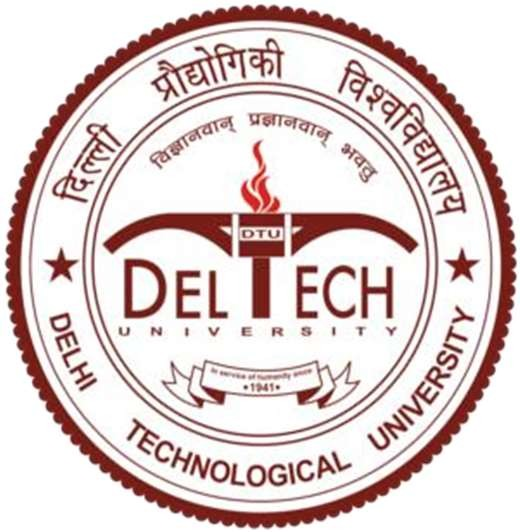 दिल्ली प्रौद्योगिकी विश्वविद्यालय
विज्ञानवान् प्रज्ञानवान् भवतु
DTU
DELTECH
UNIVERSITY
In service of humanity since
•1941•
DELHI TECHNOLOGICAL UNIVERSITY